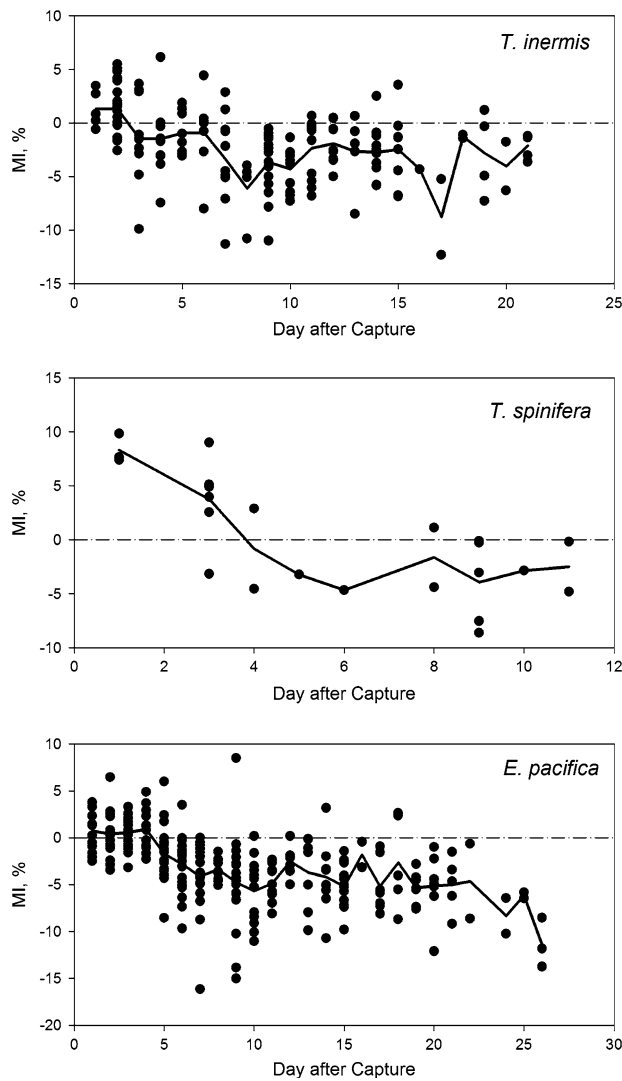 10
T. inermis
5
0
-5
-10
-15
MI, %
0 5 10 15 20 25
Day after Capture
15
T. spinifera
10
5
0
-5
-10
MI, %
0 2 4 6 8 10 12
Day after Capture
10
E. pacifica
5
0
-5
-10
-15
-20
MI, %
0 5 10 15 20 25 30
Day after Capture